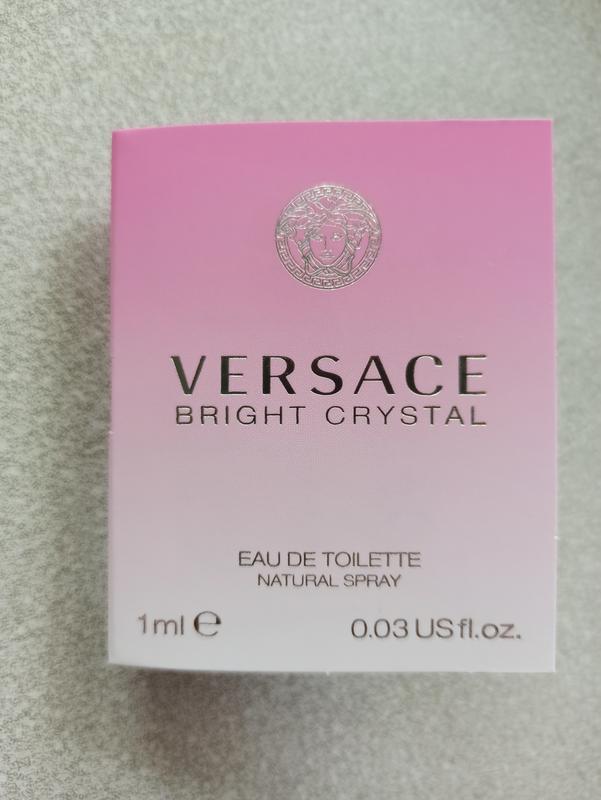 VERSACE
BRIGHT CRYSTAL
EAU DE TOILETTE
NATURAL SPRAY
1ml ℮ 0.03 US fl.oz.